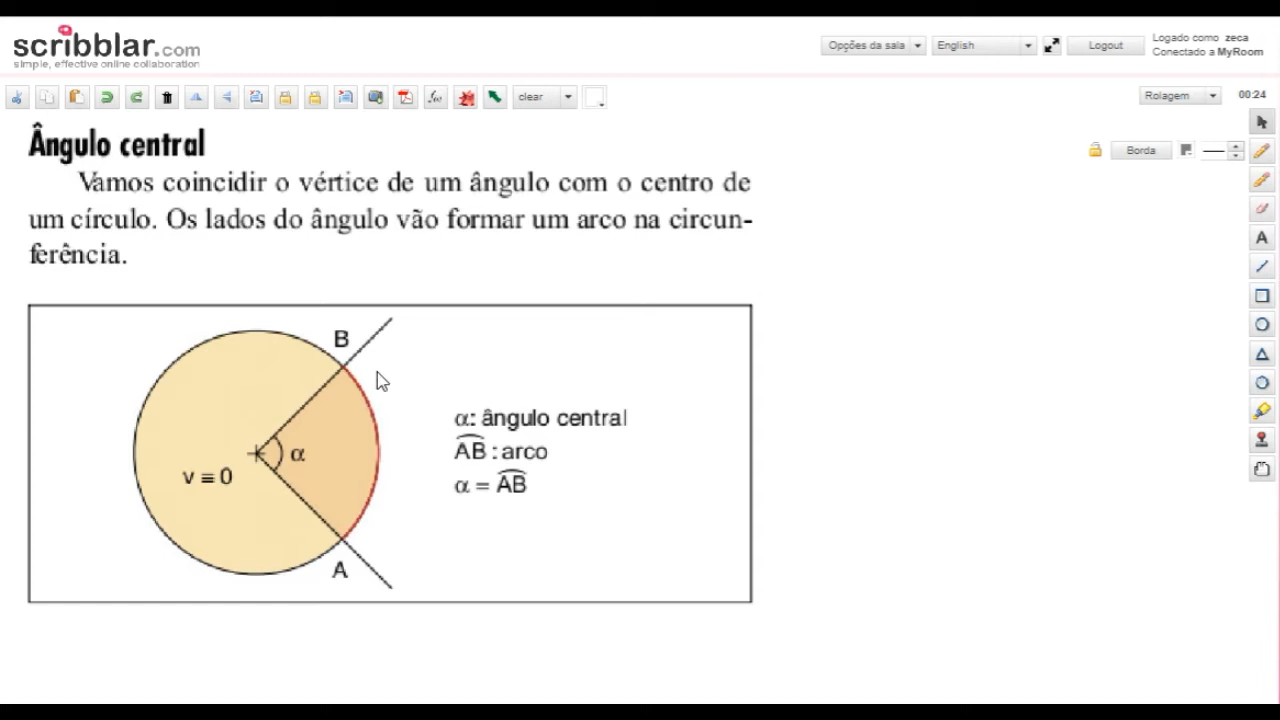 scribblar.com
simple, effective online collaboration
Opções da sala
English
Logout
Logado como zeca
Conectado a MyRoom
clear
Rolagem
00:24
Borda
Ângulo central
Vamos coincidir o vértice de um ângulo com o centro de
um círculo. Os lados do ângulo vão formar um arco na circun-
ferência.
B
α
v ≡ 0
A
α: ângulo central
A͡B : arco
α = A͡B